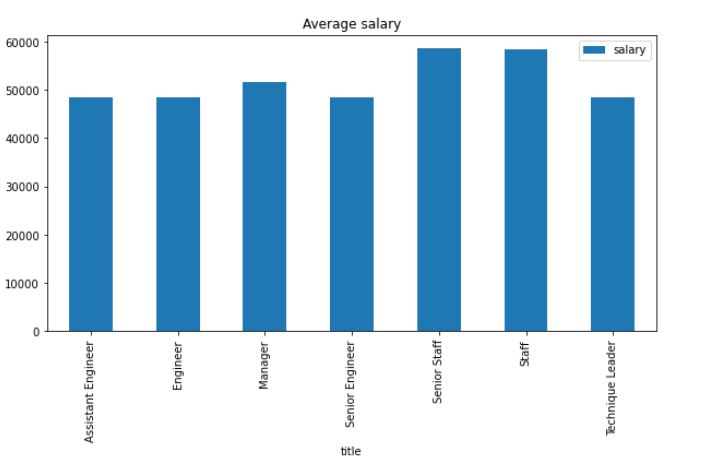 Average salary
salary
60000
50000
40000
30000
20000
10000
0
Assistant Engineer
Engineer
Manager
Senior Engineer
Senior Staff
Staff
Technique Leader
title